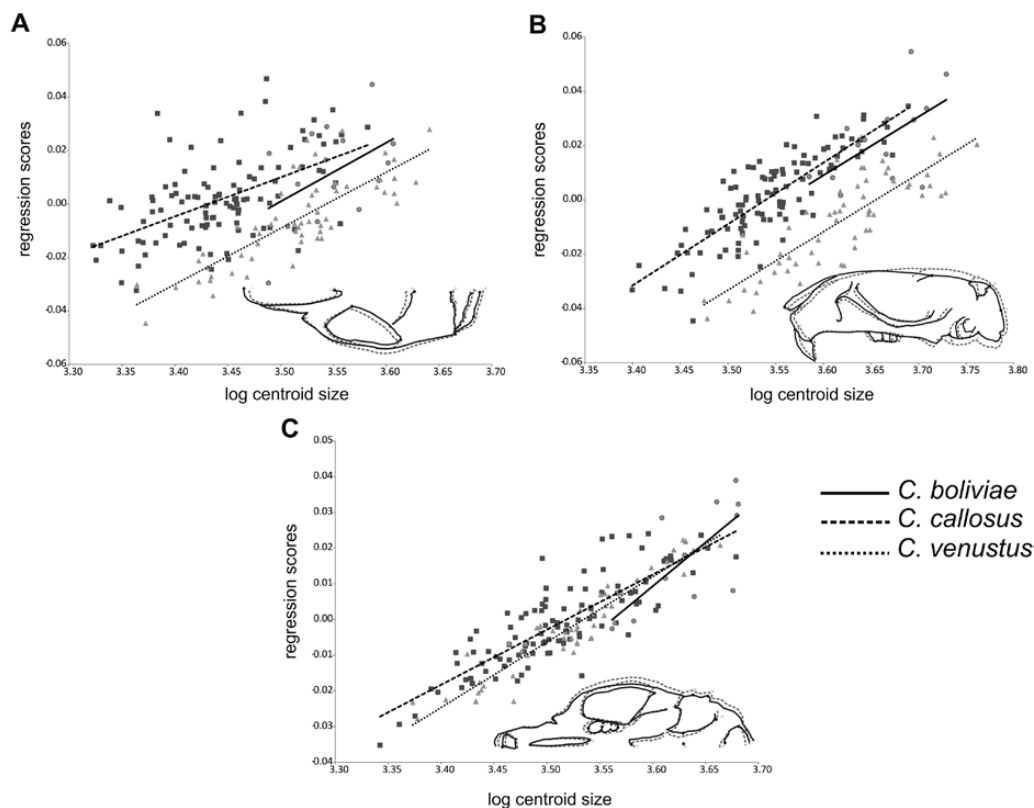 A
0.06
0.04
0.02
0.00
-0.02
-0.04
-0.06
regression scores
3.30 3.35 3.40 3.45 3.50 3.55 3.60 3.65 3.70
log centroid size
B
0.06
0.04
0.02
0.00
-0.02
-0.04
-0.06
regression scores
3.35 3.40 3.45 3.50 3.55 3.60 3.65 3.70 3.75 3.80
log centroid size
C
0.05
0.04
0.03
0.02
0.01
0.00
-0.01
-0.02
-0.03
-0.04
regression scores
3.30 3.35 3.40 3.45 3.50 3.55 3.60 3.65 3.70
log centroid size
C. boliviae
C. callosus
C. venustus